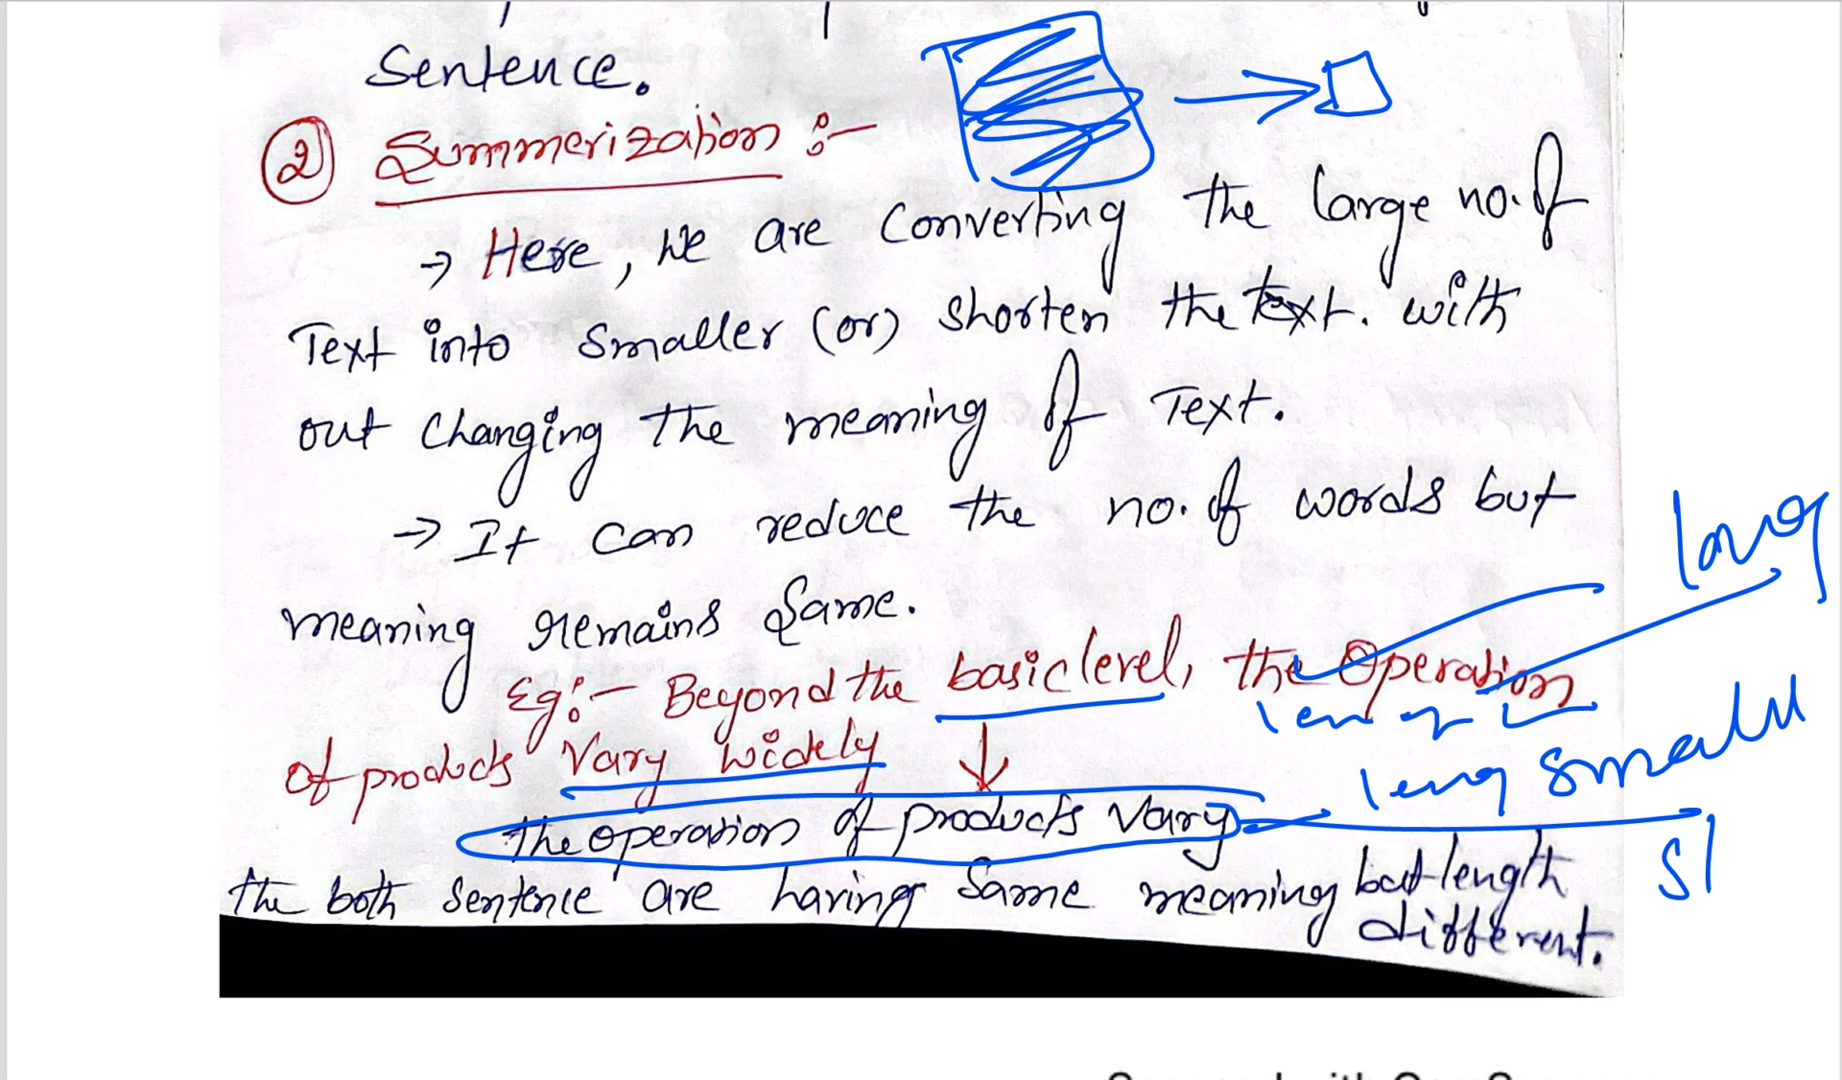 Sentence.
② Summerization :-
→ Here, we are converting the large no. of
Text into smaller (or) shorten the text. with
out changing the meaning of Text.
→ It can reduce the no. of words but
long
meaning remains same.
Eg:- Beyond the basic level, the Operation
of products vary widely
small
the operation of products vary
the both sentence are having same meaning but length
different.